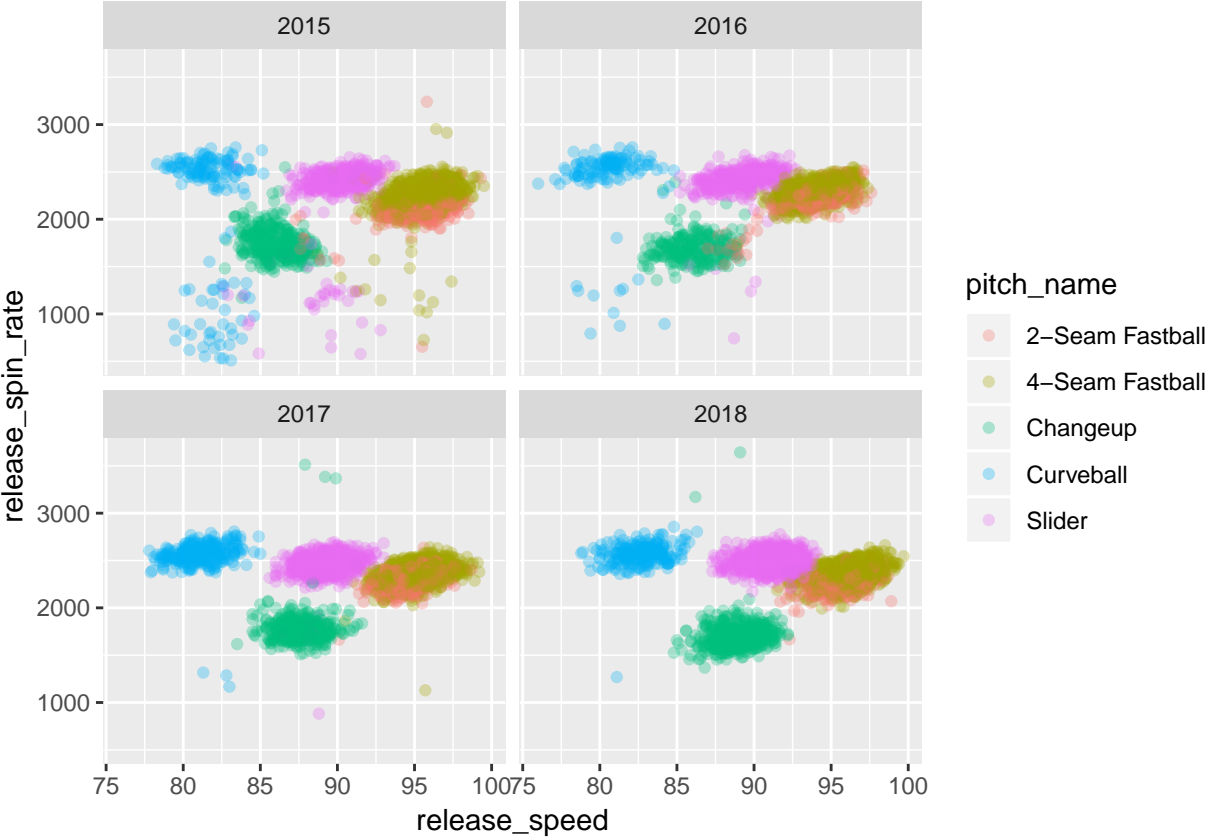 2015
2016
3000
2000
1000
release_spin_rate
2017
2018
3000
2000
1000
75 80 85 90 95 100 75 80 85 90 95 100
release_speed
pitch_name
2−Seam Fastball
4−Seam Fastball
Changeup
Curveball
Slider